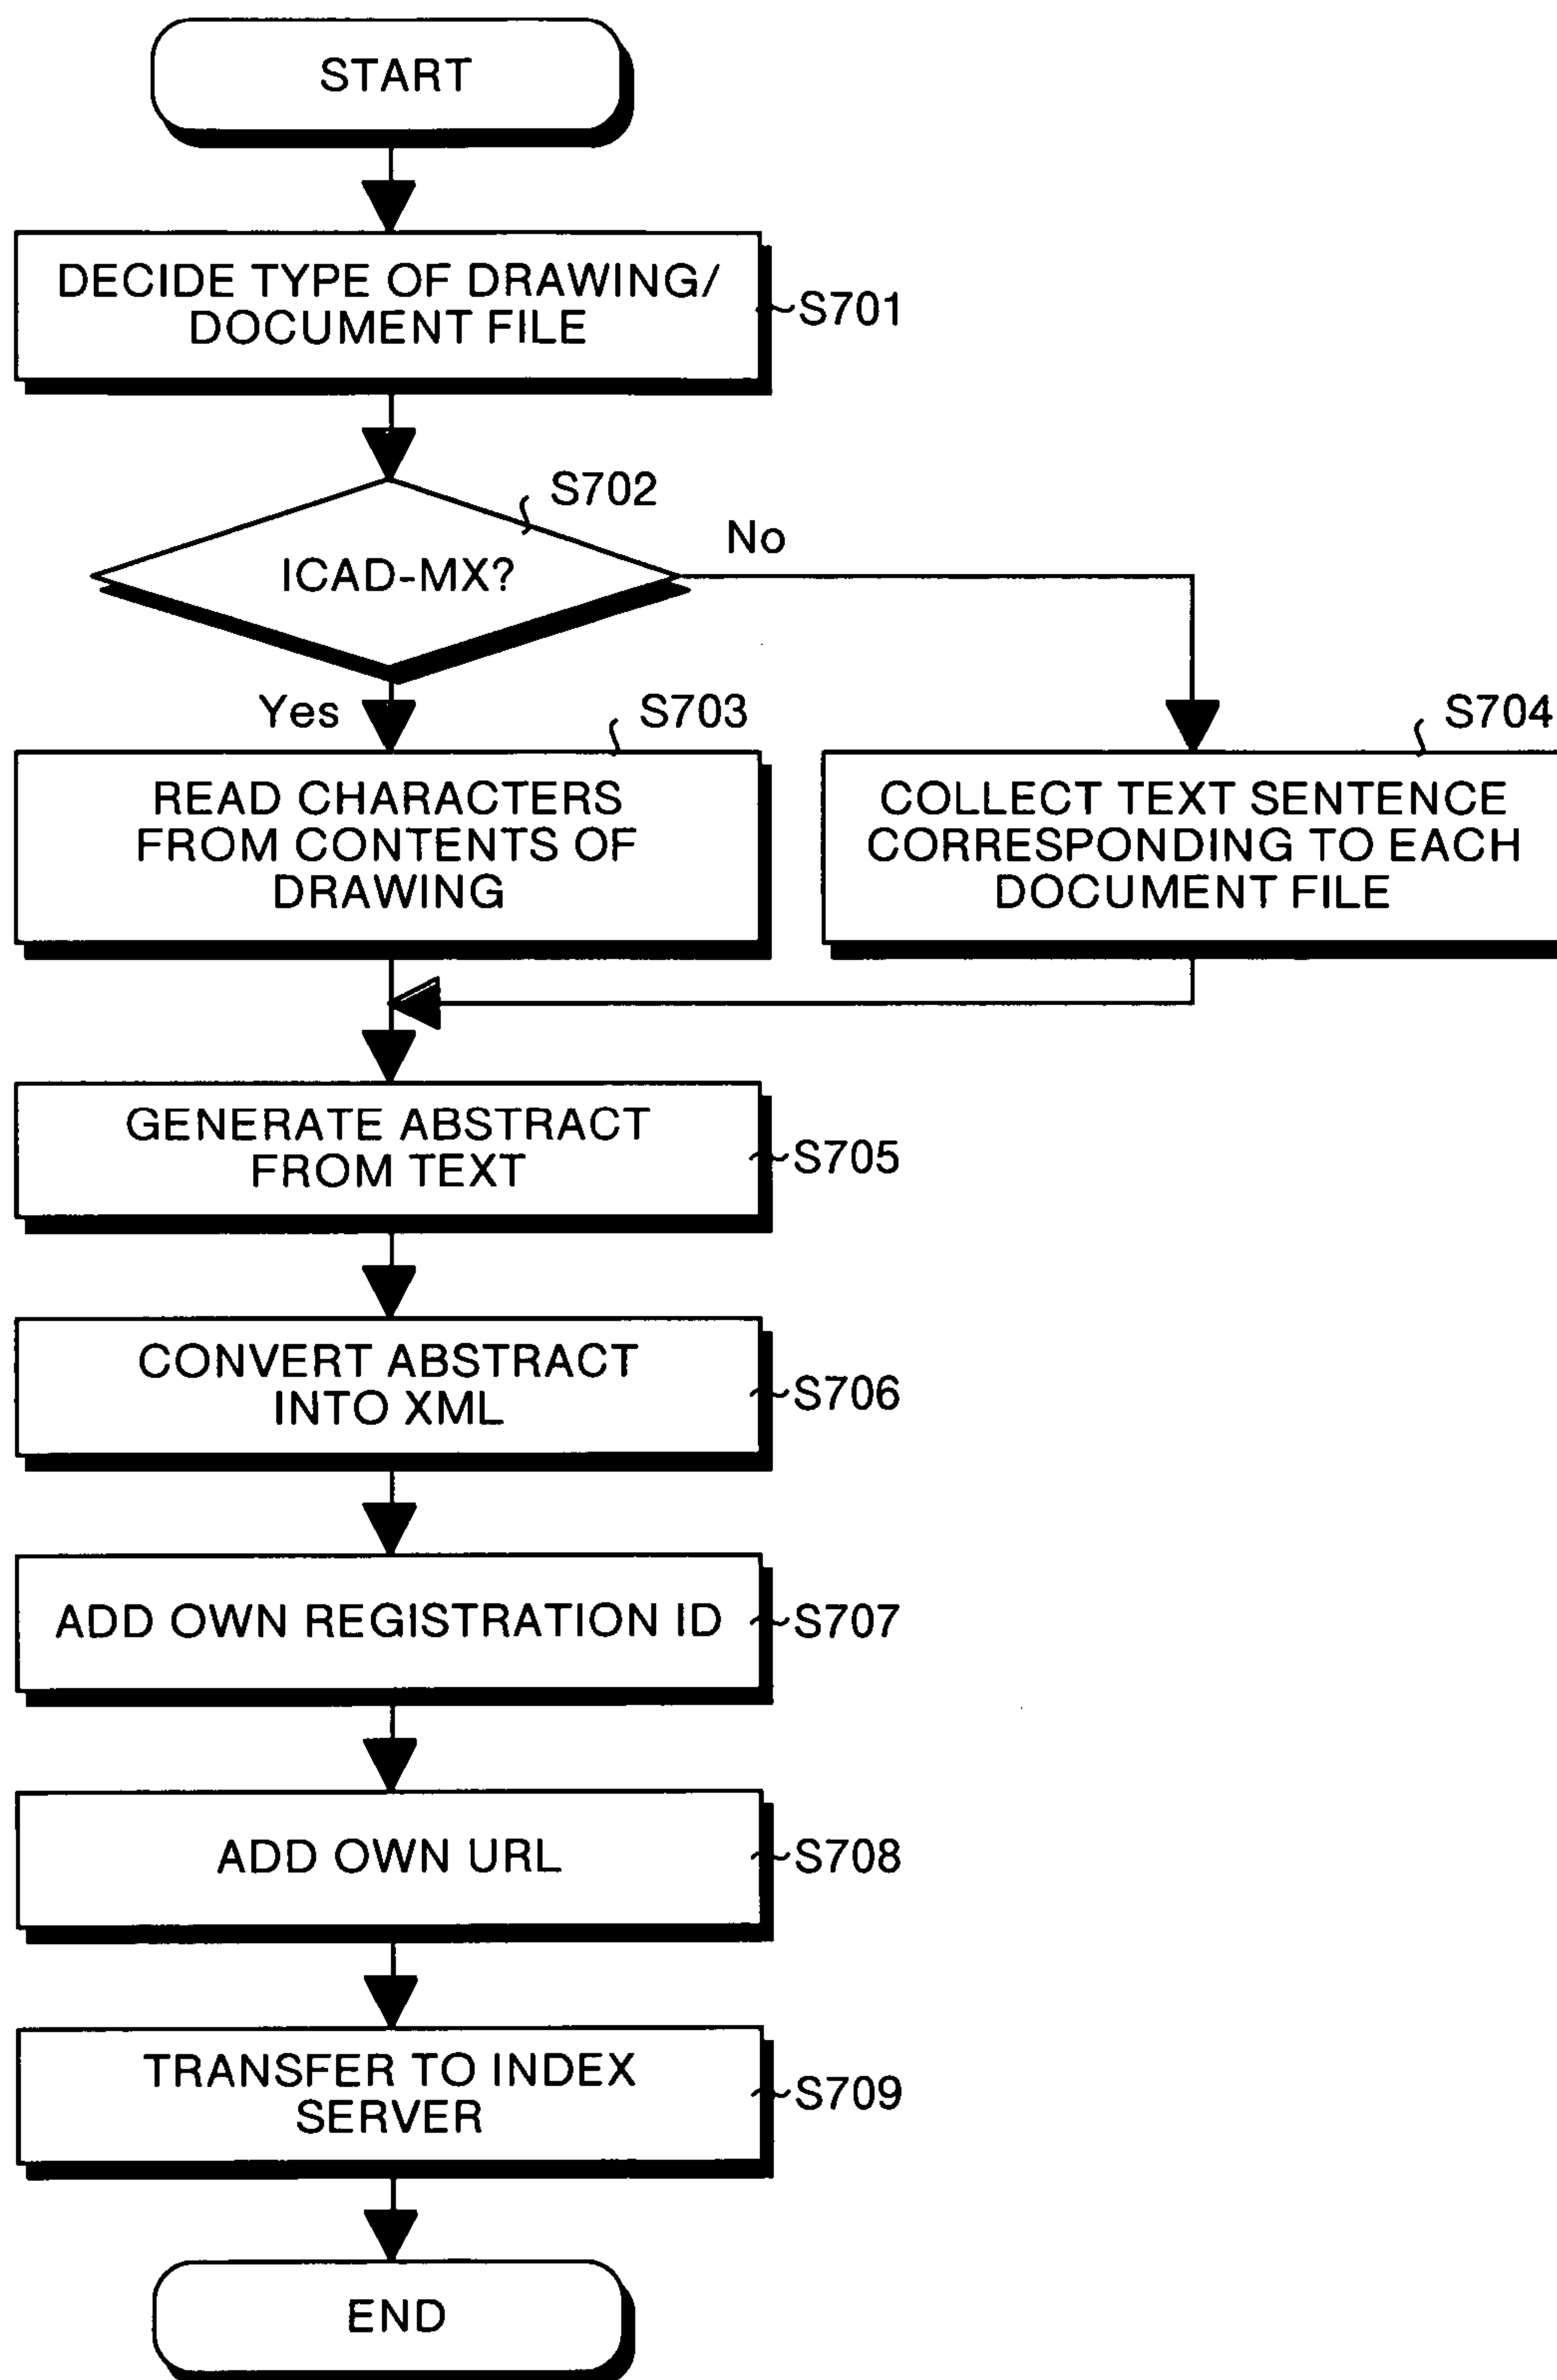 START
DECIDE TYPE OF DRAWING/
DOCUMENT FILE
S701
S702
ICAD-MX?
No
Yes
S703
READ CHARACTERS
FROM CONTENTS OF
DRAWING
S704
COLLECT TEXT SENTENCE
CORRESPONDING TO EACH
DOCUMENT FILE
GENERATE ABSTRACT
FROM TEXT
S705
CONVERT ABSTRACT
INTO XML
S706
ADD OWN REGISTRATION ID
S707
ADD OWN URL
S708
TRANSFER TO INDEX
SERVER
S709
END